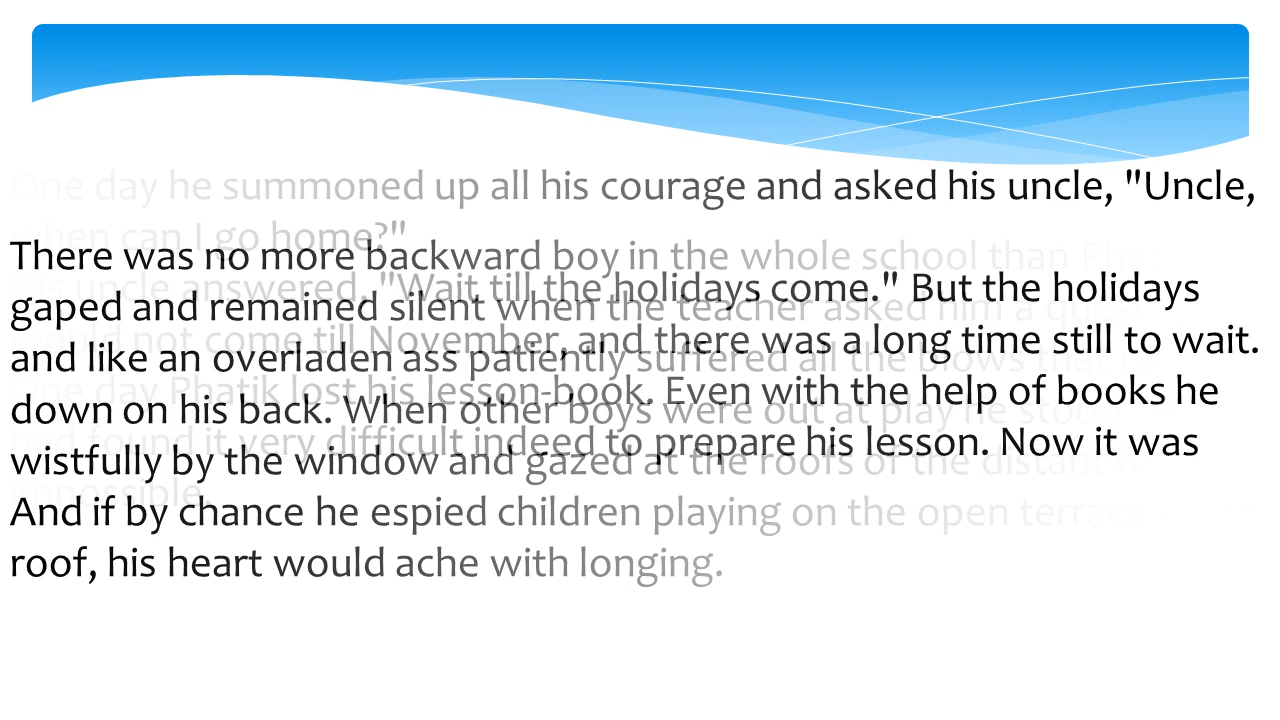 One day he summoned up all his courage and asked his uncle, "Uncle,
when can I go home?"
His uncle answered, "Wait till the holidays come." But the holidays
could not come till November, and there was a long time still to wait.
One day Phatik lost his lesson-book. Even with the help of books he
had found it very difficult indeed to prepare his lesson. Now it was
impossible.
There was no more backward boy in the whole school than
gaped and remained silent when the teacher asked him a
and like an overladen ass patiently suffered all the blows that
down on his back. When other boys were out at play he
wistfully by the window and gazed at the roofs of the distant
And if by chance he espied children playing on the open
roof, his heart would ache with longing.